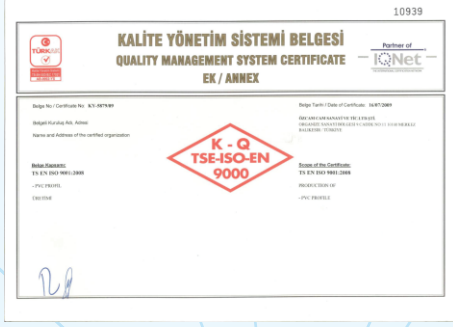 10939
TÜRKAK
KALİTE YÖNETİM SİSTEMİ BELGESİ
QUALITY MANAGEMENT SYSTEM CERTIFICATE
EK / ANNEX
Partner of
IQNet
Belge No / Certificate No
Belge Tarihi / Date of Certificate 16/07/2009
Belgeli Kuruluş Adı, Adresi
Name and Address of the certified organization
K - Q
TSE-ISO-EN
9000
Belge Kapsamı:
TS EN ISO 9001:2008
- PVC PROFİL
ÜRETİMİ
Scope of the Certificate:
TS EN ISO 9001:2008
PRODUCTION OF
- PVC PROFILE